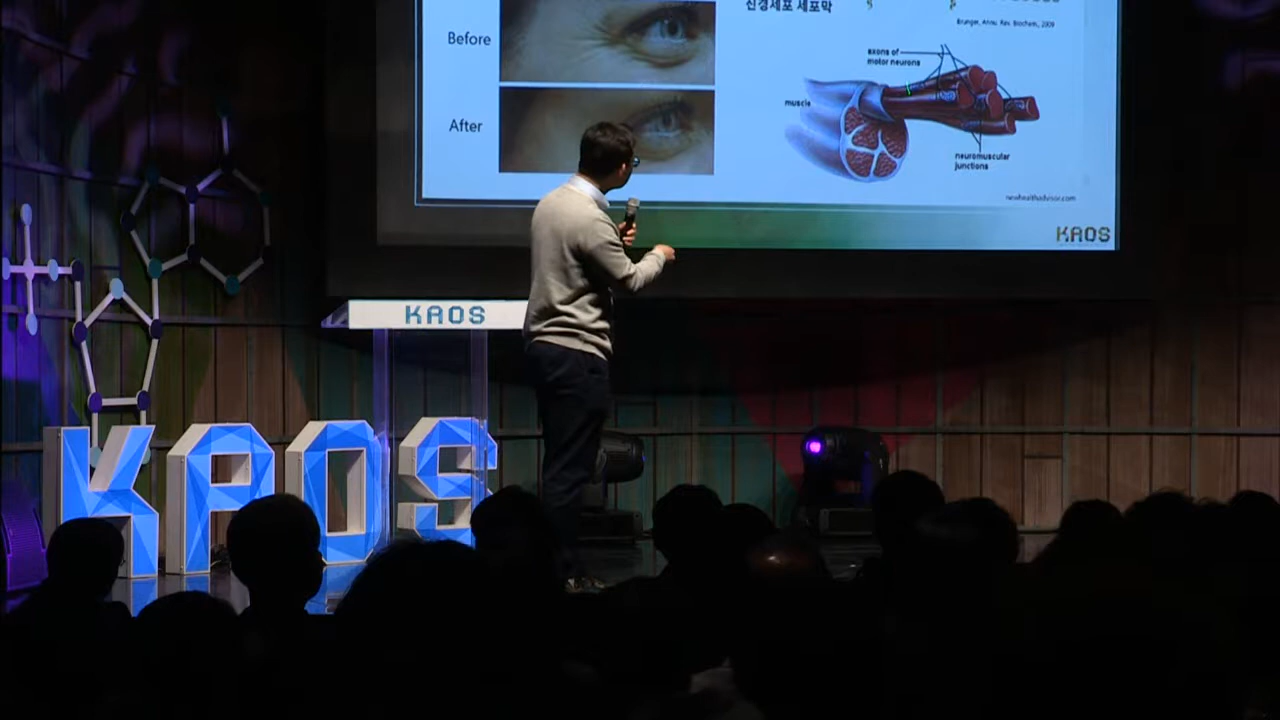 신경세포 세포막
Brunger, Annu. Rev. Biochem, 2009
Before
After
axons of
motor neurons
muscle
neuromuscular
junctions
newhealthadvisor.com
KAOS
KAOS
KAOS